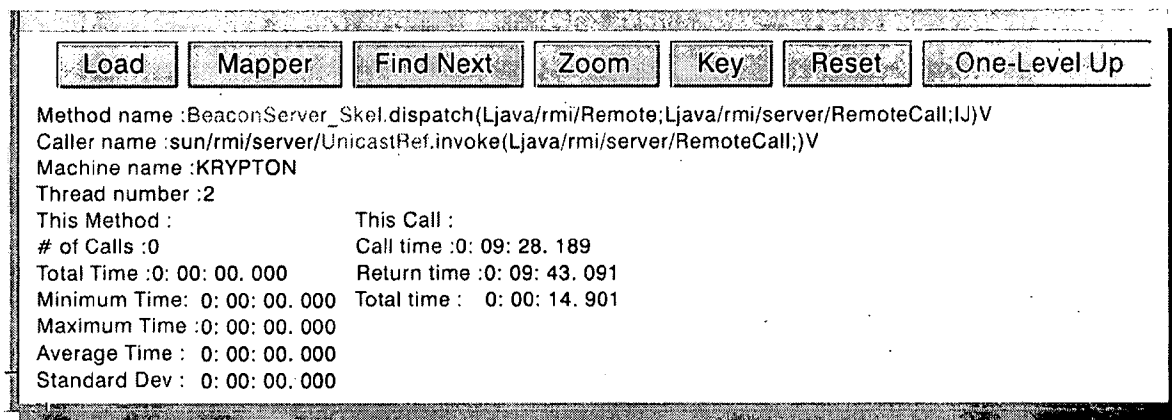 Load Mapper Find Next Zoom Key Reset One-Level Up
Method name :BeaconServer_Skel.dispatch(Ljava/rmi/Remote;Ljava/rmi/server/RemoteCall;IJ)V
Caller name :sun/rmi/server/UnicastRef.invoke(Ljava/rmi/server/RemoteCall;)V
Machine name :KRYPTON
Thread number :2
This Method : This Call :
# of Calls :0 Call time :0: 09: 28. 189
Total Time :0: 00: 00. 000 Return time :0: 09: 43. 091
Minimum Time: 0: 00: 00. 000 Total time : 0: 00: 14. 901
Maximum Time :0: 00: 00. 000
Average Time : 0: 00: 00. 000
Standard Dev : 0: 00: 00. 000